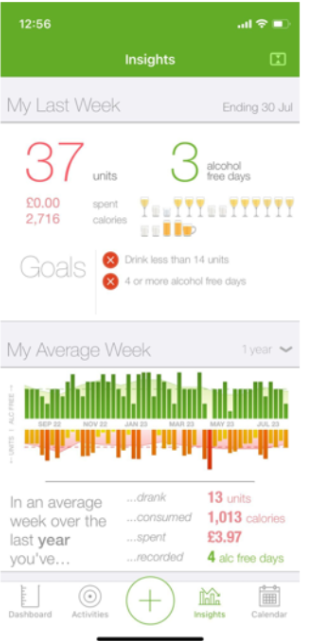 12:56
Insights
My Last Week
Ending 30 Jul
37 units
3 alcohol free days
£0.00 spent
2,716 calories
Goals
Drink less than 14 units
4 or more alcohol free days
My Average Week
1 year
ALC FREE →
← UNITS
SEP 22 NOV 22 JAN 23 MAR 23 MAY 23 JUL 23
In an average week over the last year you've...
...drank 13 units
...consumed 1,013 calories
...spent £3.97
...recorded 4 alc free days
Dashboard Activities Insights Calendar